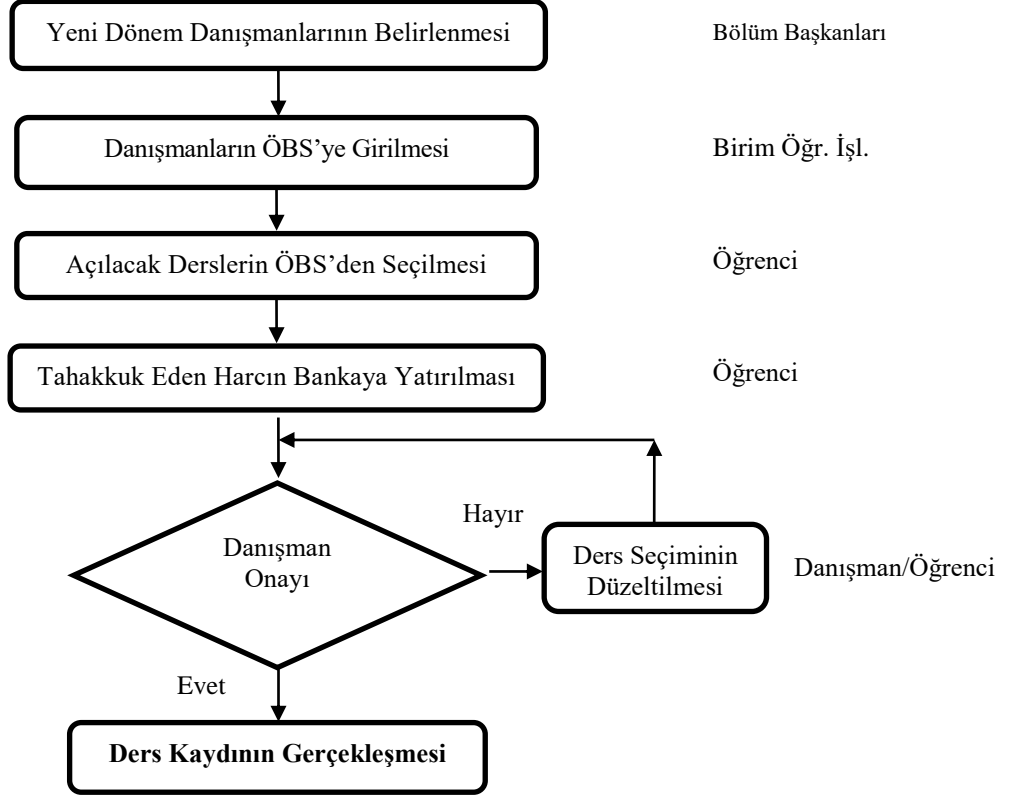 Yeni Dönem Danışmanlarının Belirlenmesi
Bölüm Başkanları
Danışmanların ÖBS’ye Girilmesi
Birim Öğr. İşl.
Açılacak Derslerin ÖBS’den Seçilmesi
Öğrenci
Tahakkuk Eden Harcın Bankaya Yatırılması
Öğrenci
Danışman
Onayı
Hayır
Ders Seçiminin
Düzeltilmesi
Danışman/Öğrenci
Evet
Ders Kaydının Gerçekleşmesi